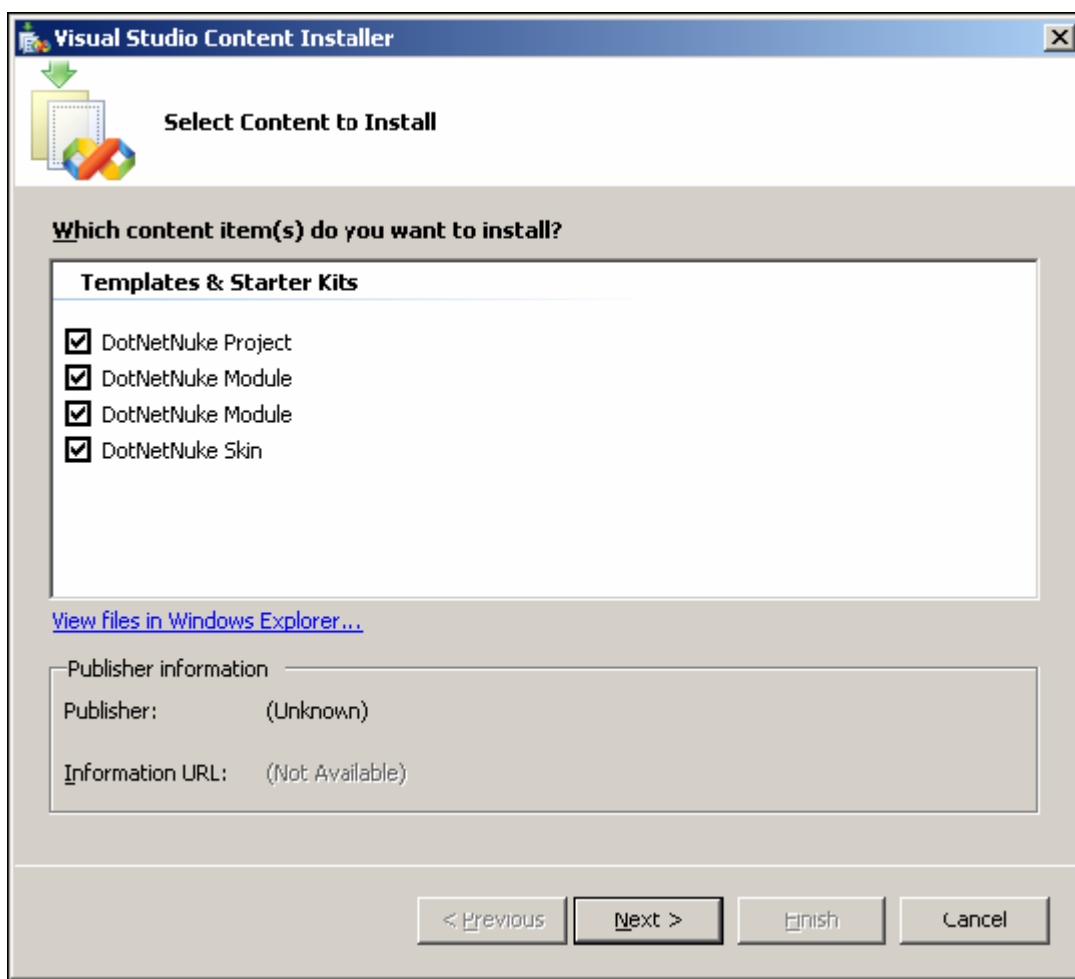 Visual Studio Content Installer
Select Content to Install
Which content item(s) do you want to install?
Templates & Starter Kits
DotNetNuke Project
DotNetNuke Module
DotNetNuke Module
DotNetNuke Skin
View files in Windows Explorer...
Publisher information
Publisher: (Unknown)
Information URL: (Not Available)
< Previous Next > Finish Cancel